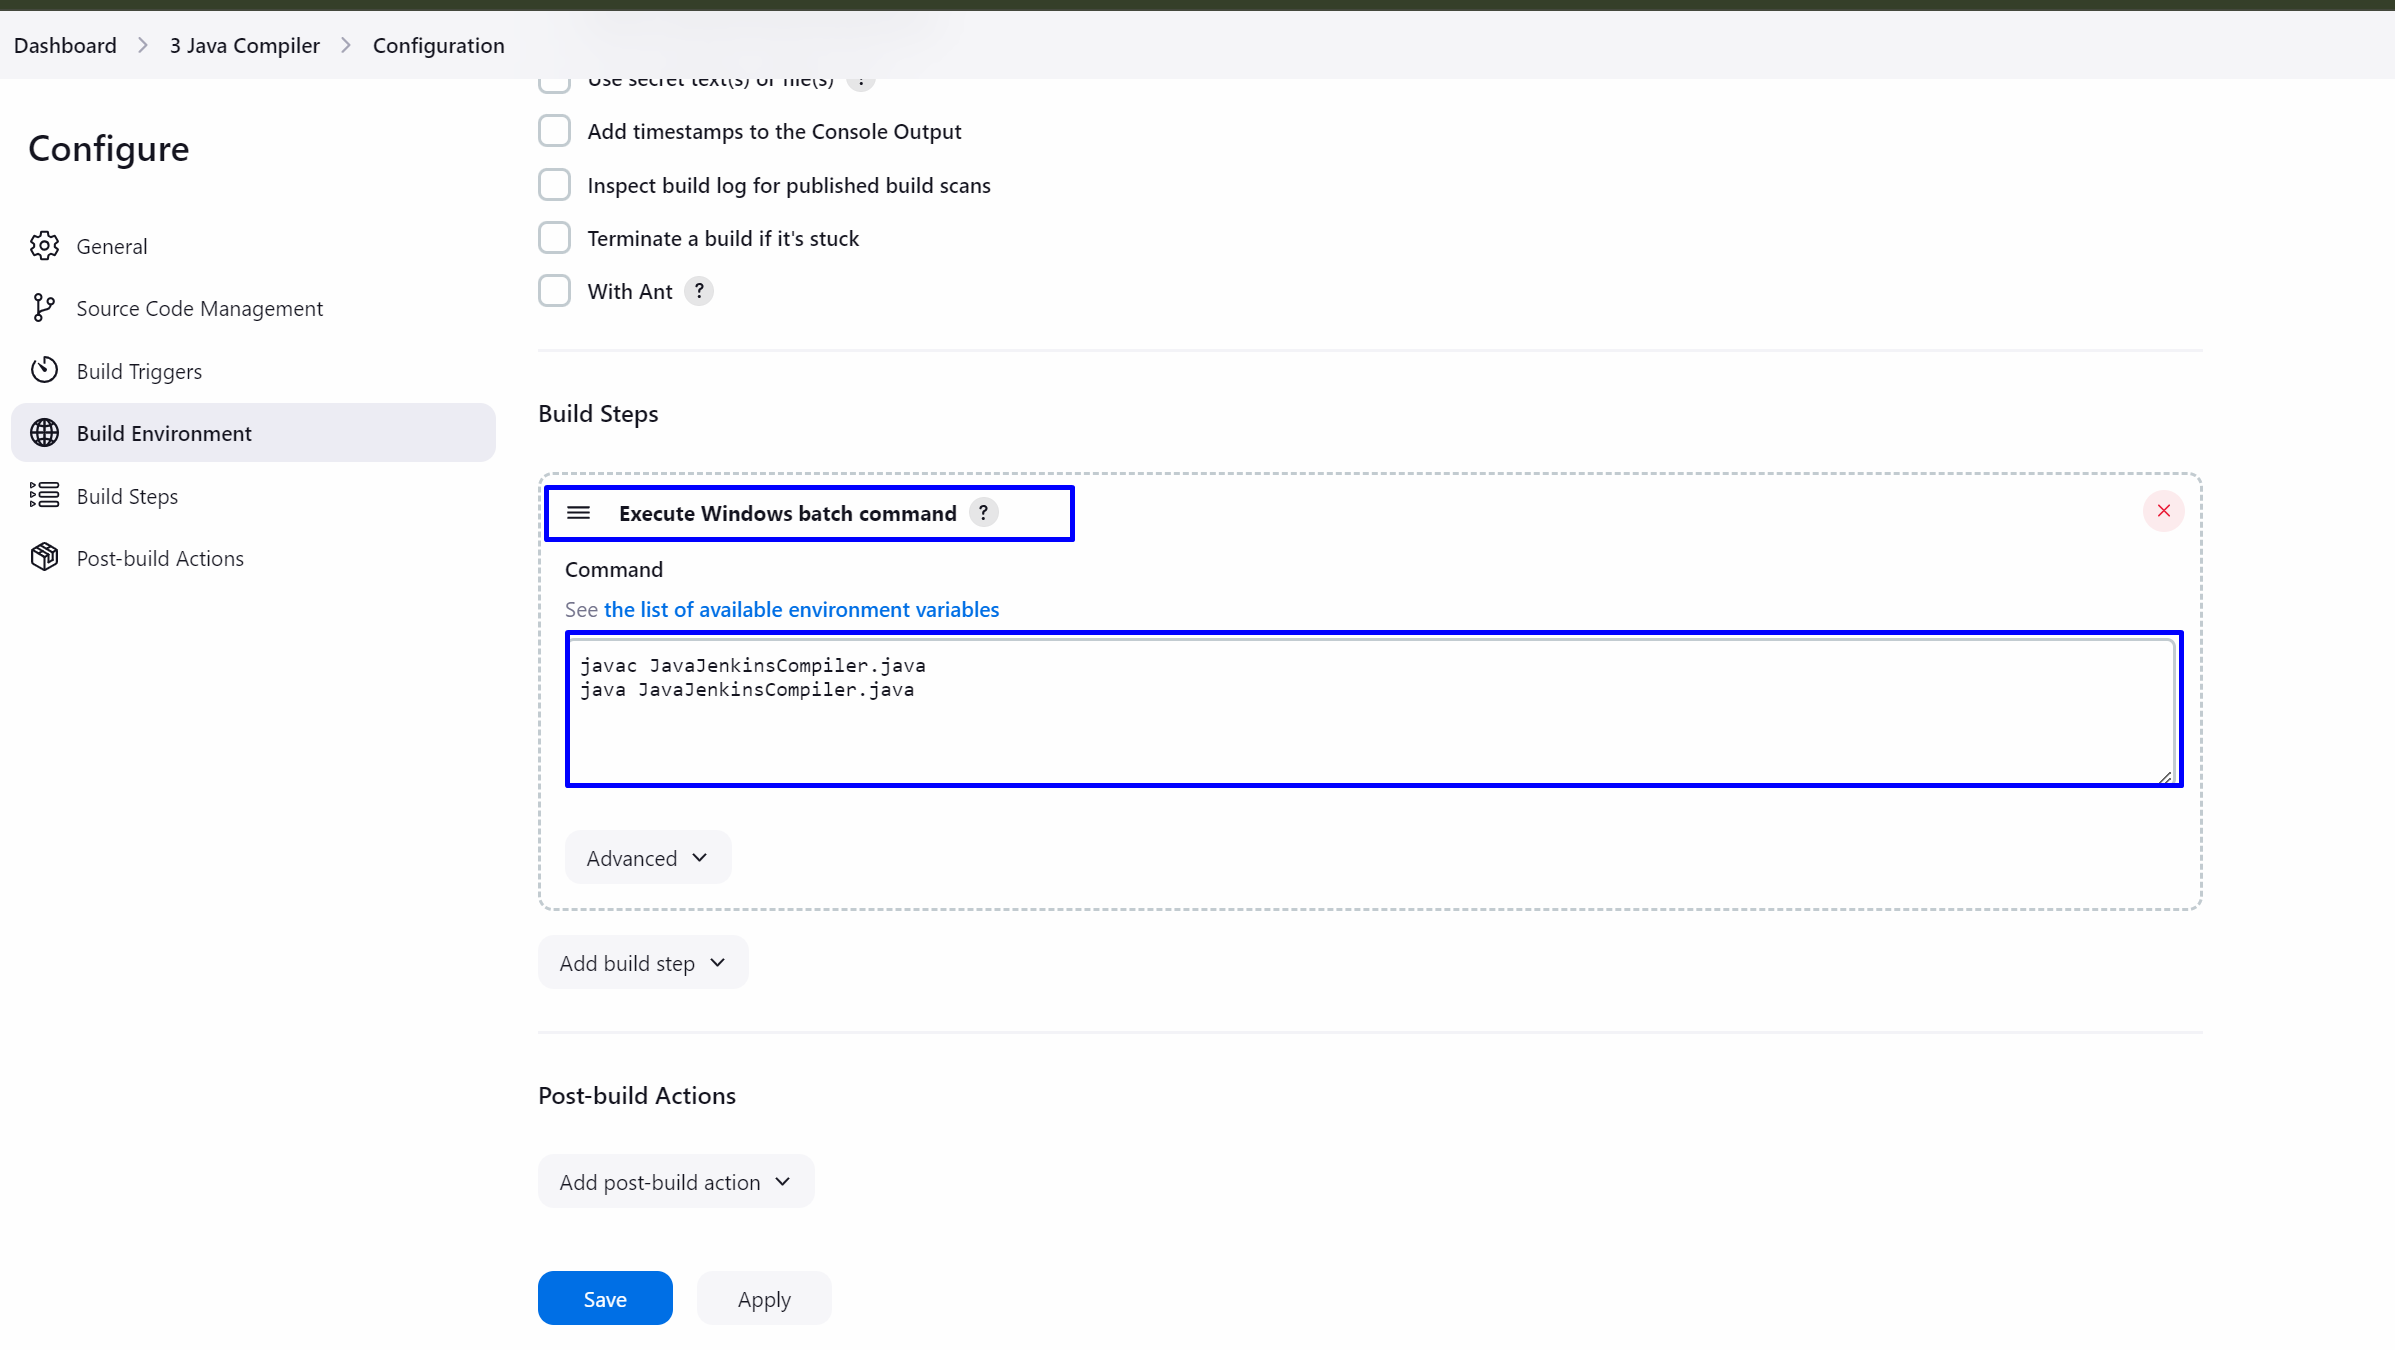 Dashboard > 3 Java Compiler > Configuration
Use secret text(s) or file(s) ?
Configure
Add timestamps to the Console Output
Inspect build log for published build scans
Terminate a build if it's stuck
With Ant ?
General
Source Code Management
Build Triggers
Build Environment
Build Steps
Post-build Actions
Build Steps
Execute Windows batch command ?
Command
See the list of available environment variables
javac JavaJenkinsCompiler.java
java JavaJenkinsCompiler.java
Advanced
Add build step
Post-build Actions
Add post-build action
Save Apply